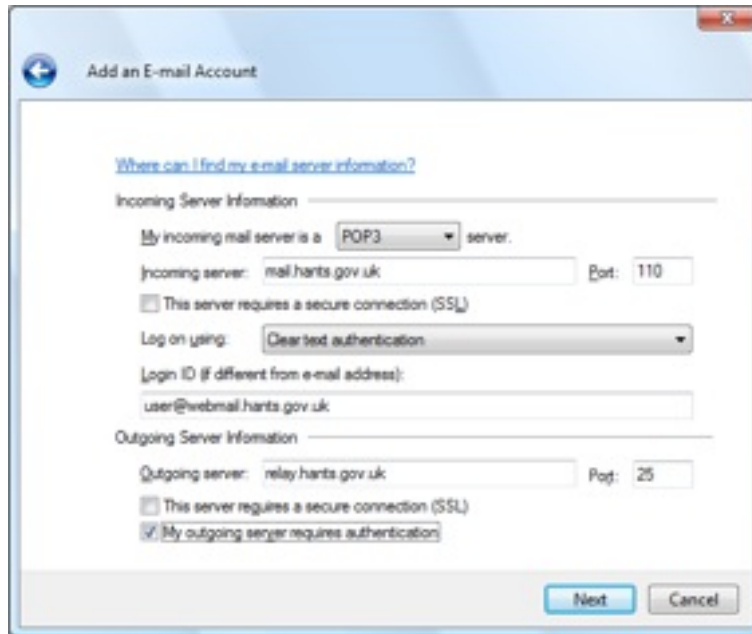 Add an E-mail Account
Where can I find my e-mail server information?
Incoming Server Information
My incoming mail server is a POP3 server.
Incoming server: mail.hants.gov.uk Port: 110
This server requires a secure connection (SSL)
Log on using: Clear text authentication
Login ID (if different from e-mail address):
user@webmail.hants.gov.uk
Outgoing Server Information
Outgoing server: relay.hants.gov.uk Port: 25
This server requires a secure connection (SSL)
My outgoing server requires authentication
Next Cancel